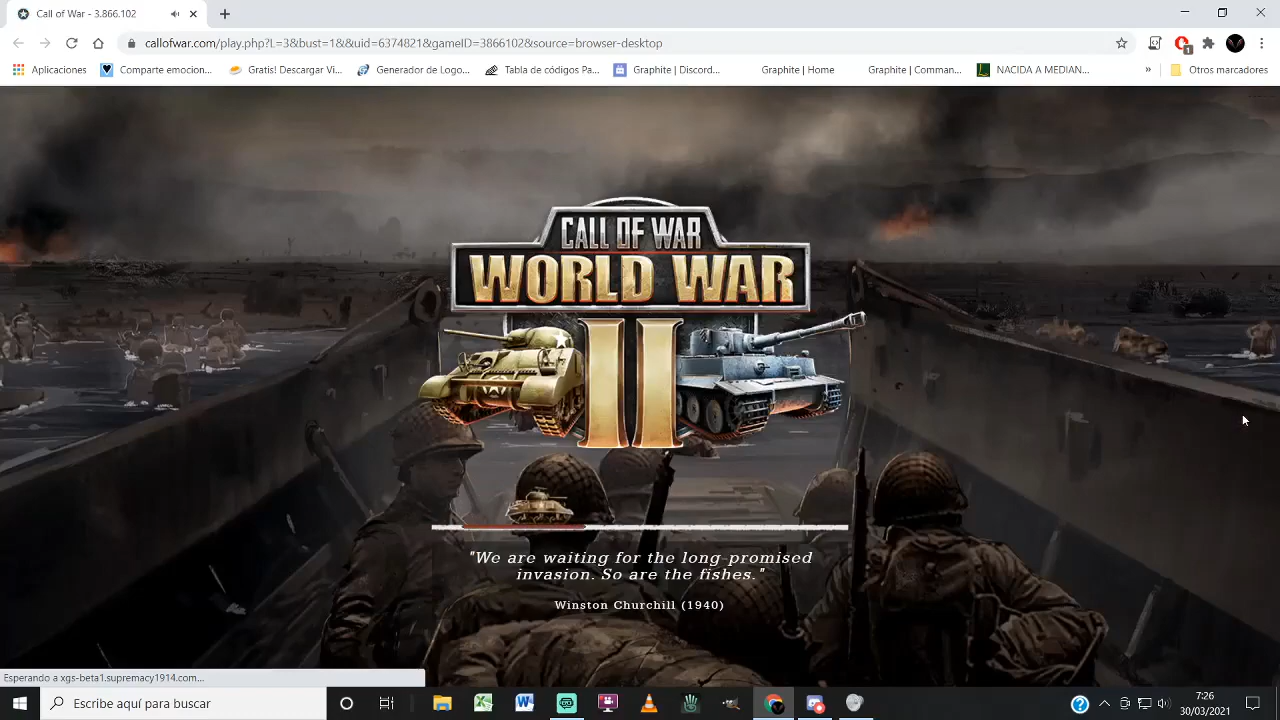 Call of War - 3.866.102
callofwar.com/play.php?L=3&bust=1&&uid=6374821&gameID=3866102&source=browser-desktop
1
Aplicaciones
Comparte emocion...
Gratis! Descargar Vi...
Generador de Logo...
Tabla de códigos Pa...
Graphite | Discor...
Graphite | Home
Graphite | Comman...
NACIDA A MEDIAN...
»
Otros marcadores
CALL OF WAR
WORLD WAR
II
"We are waiting for the long-promised
invasion. So are the fishes."
Winston Churchill (1940)
Esperando a xgs-beta1.supremacy1914.com...
Escribe aquí para buscar
7:26
30/03/2021